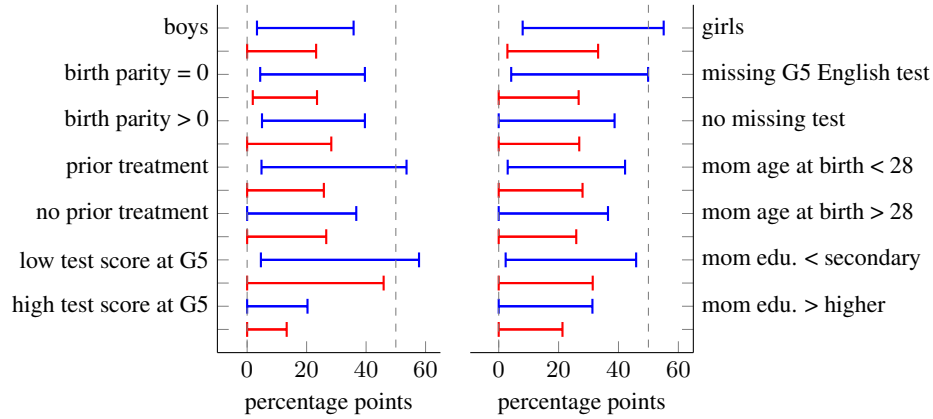 boys
birth parity = 0
birth parity > 0
prior treatment
no prior treatment
low test score at G5
high test score at G5
0 20 40 60
percentage points
girls
missing G5 English test
no missing test
mom age at birth < 28
mom age at birth > 28
mom edu. < secondary
mom edu. > higher
0 20 40 60
percentage points